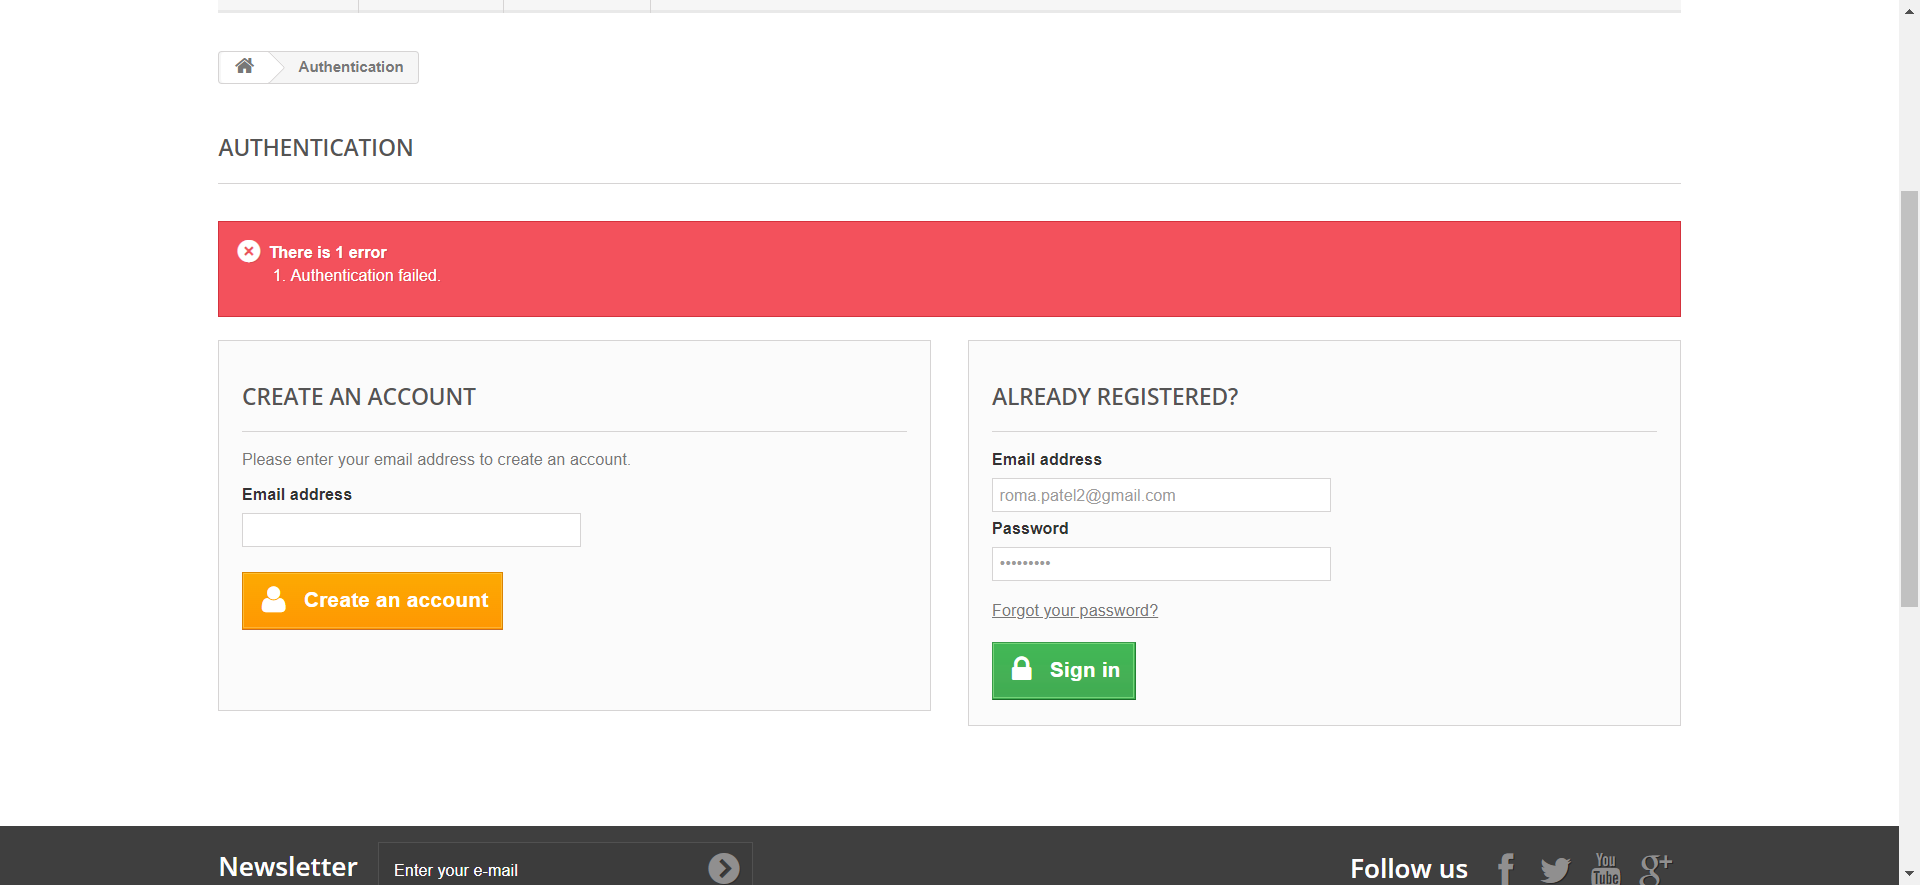 Authentication
AUTHENTICATION
There is 1 error
1. Authentication failed.
CREATE AN ACCOUNT
Please enter your email address to create an account.
Email address
Create an account
ALREADY REGISTERED?
Email address
roma.patel2@gmail.com
Password
•••••••••
Forgot your password?
Sign in
Newsletter
Enter your e-mail
Follow us
You
Tube
g+